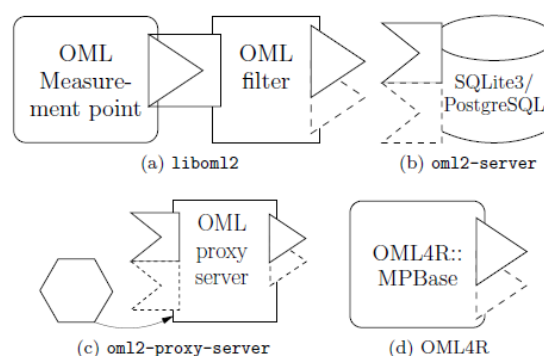 OML
Measure-
ment point
OML
filter
(a) liboml2
SQLite3/
PostgreSQL
(b) oml2-server
OML
proxy
server
(c) oml2-proxy-server
OML4R::
MPBase
(d) OML4R